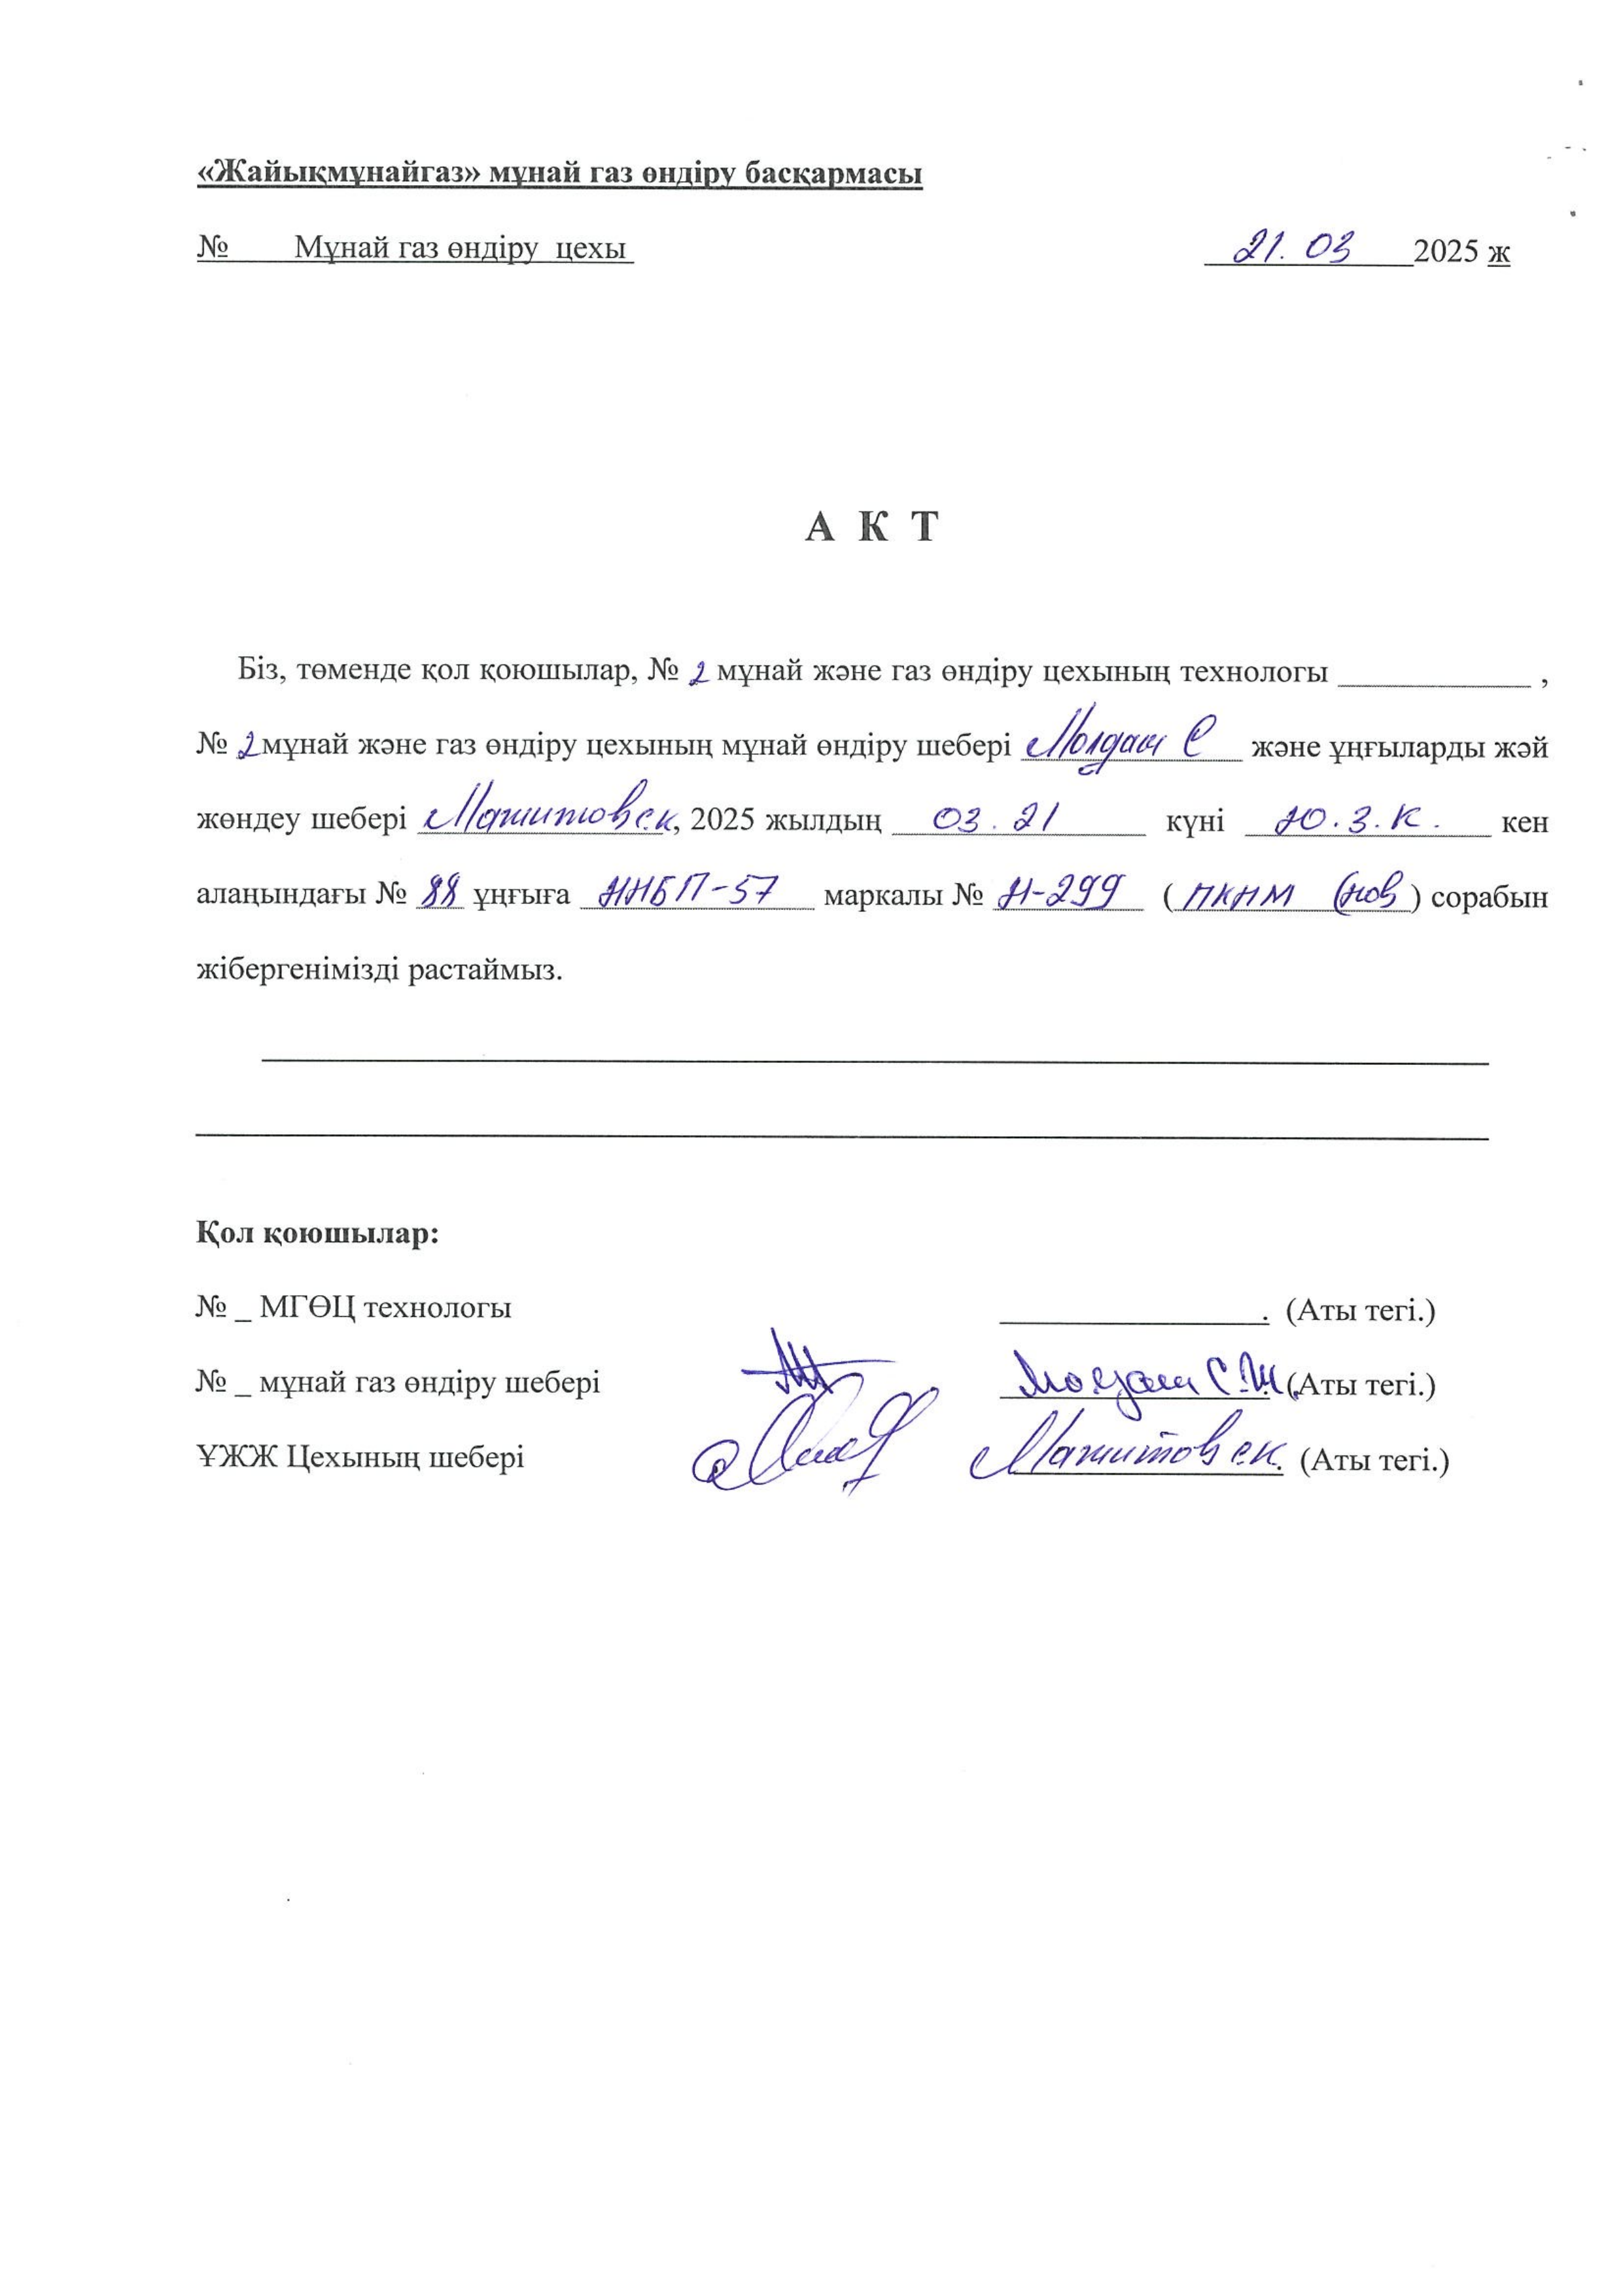 «Жайықмұнайгаз» мұнай газ өндіру басқармасы
№ Мұнай газ өндіру цехы 21. 03 2025 ж
А К Т
Біз, төменде қол қоюшылар, № 2 мұнай және газ өндіру цехының технологы ____________ ,
№ 2 мұнай және газ өндіру цехының мұнай өндіру шебері Молдаш С және ұңғыларды жәй
жөндеу шебері Машитов е.к, 2025 жылдың 03. 21 күні Ю.З.К. кен
алаңындағы № 88 ұңғыға ННБП-57 маркалы № Н-299 (ПКНМ (нов) сорабын
жібергенімізді растаймыз.
Қол қоюшылар:
№ _ МГӨЦ технологы ________________. (Аты тегі.)
№ _ мұнай газ өндіру шебері Молдаш С.Ж. (Аты тегі.)
ҰЖЖ Цехының шебері Машитов е.к. (Аты тегі.)